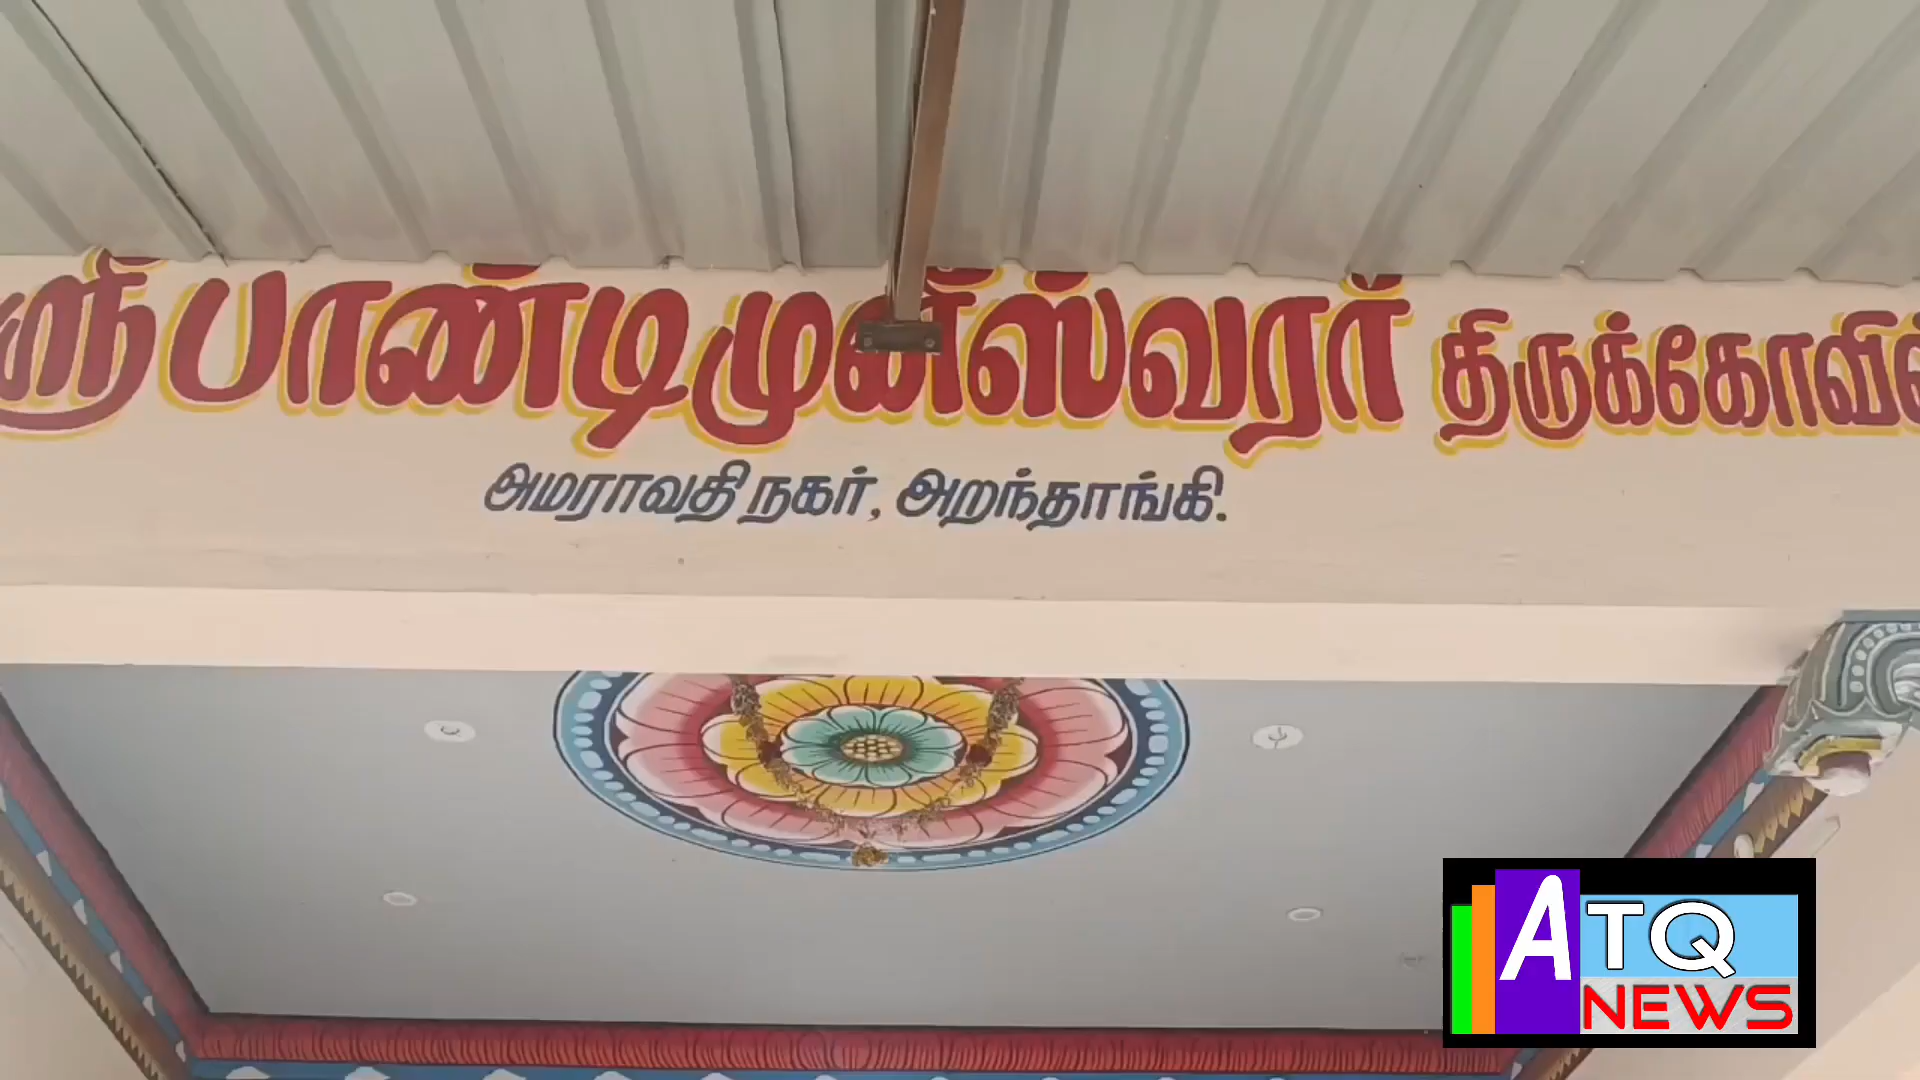 ஸ்ரீ பாண்டிமுனீஸ்வரர் திருக்கோவில்
அமராவதி நகர், அறந்தாங்கி.
ATQ
NEWS